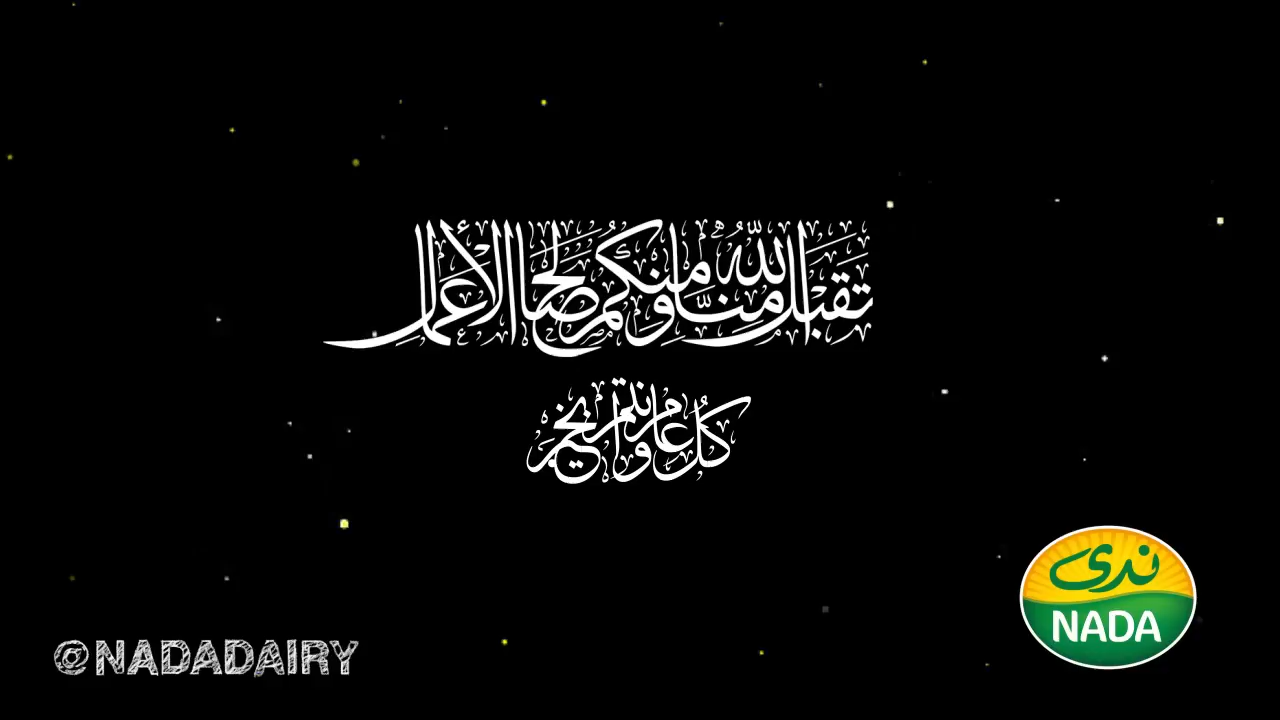 تقبل الله منا ومنكم صالح الأعمال
كل عام وأنتم بخير
ندى
NADA
@NADADAIRY